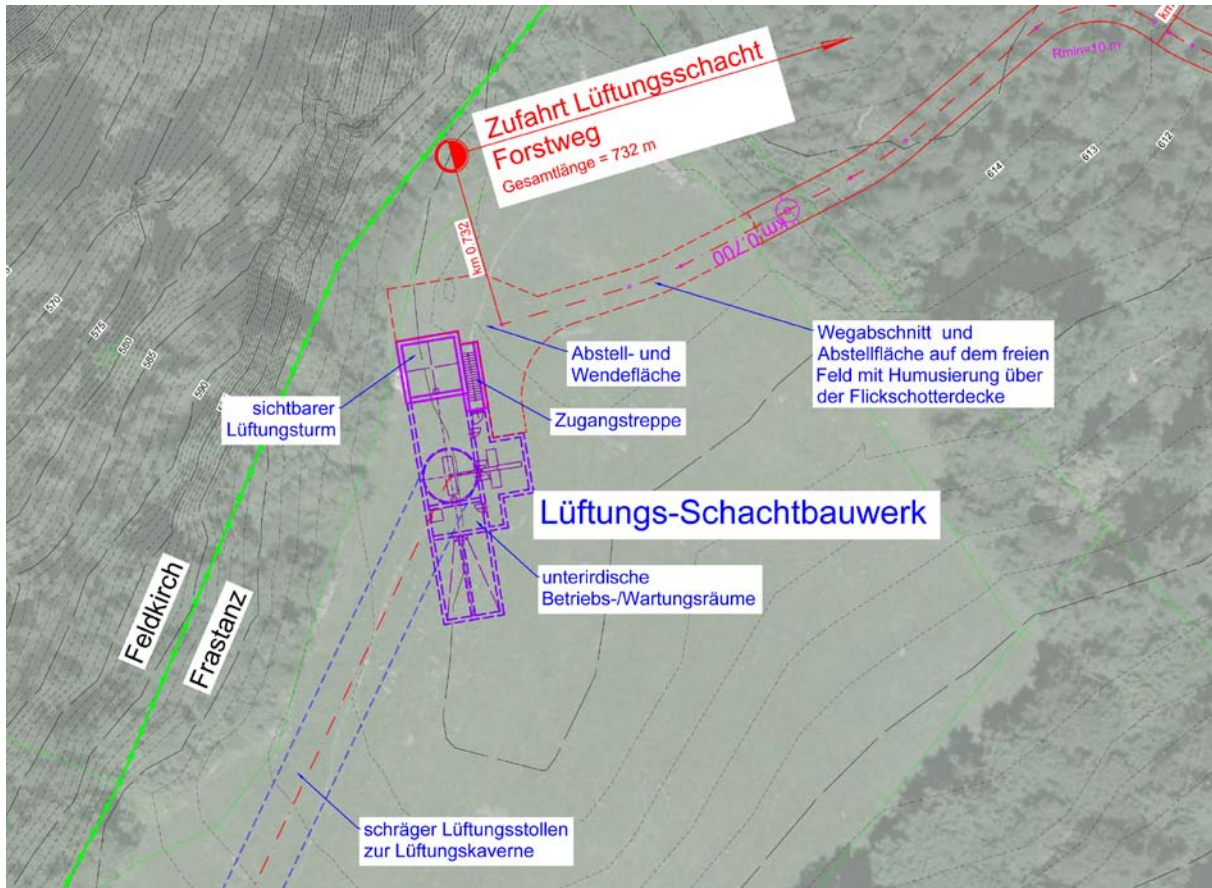 km
Rmin=10 m
Zufahrt Lüftungsschacht
Forstweg
Gesamtlänge = 732 m
612
613
614
km 0.732
km 0.700
570
575
580
585
590
Abstell- und
Wendefläche
Wegabschnitt und
Abstellfläche auf dem freien
Feld mit Humusierung über
der Flickschotterdecke
sichtbarer
Lüftungsturm
Zugangstreppe
Lüftungs-Schachtbauwerk
unterirdische
Betriebs-/Wartungsräume
Feldkirch
Frastanz
schräger Lüftungsstollen
zur Lüftungskaverne